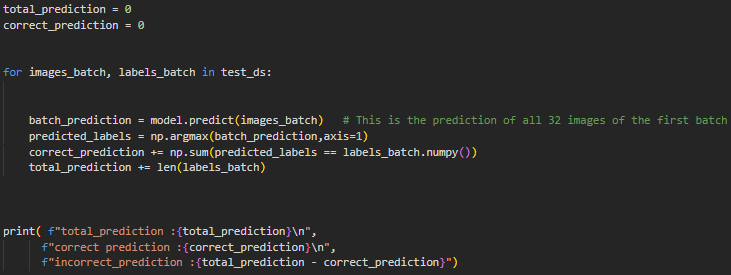 total_prediction = 0
correct_prediction = 0
for images_batch, labels_batch in test_ds:
batch_prediction = model.predict(images_batch)   # This is the prediction of all 32 images of the first batch
predicted_labels = np.argmax(batch_prediction,axis=1)
correct_prediction += np.sum(predicted_labels == labels_batch.numpy())
total_prediction += len(labels_batch)
print( f"total_prediction :{total_prediction}\n",
f"correct prediction :{correct_prediction}\n",
f"incorrect_prediction :{total_prediction - correct_prediction}")